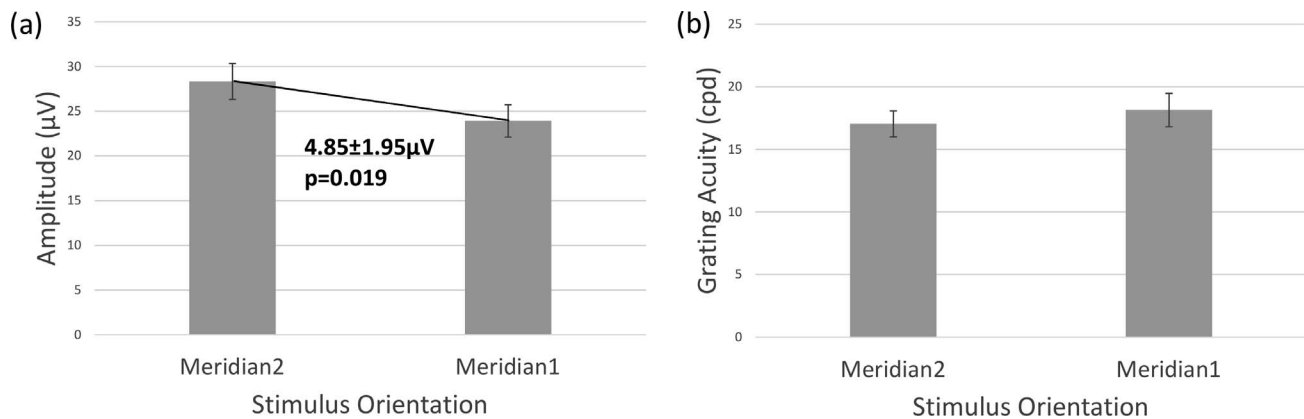 (a)
Amplitude (µV)
35
30
25
20
15
10
5
0
4.85±1.95µV
p=0.019
Meridian2 Meridian1
Stimulus Orientation
(b)
Grating Acuity (cpd)
25
20
15
10
5
0
Meridian2 Meridian1
Stimulus Orientation